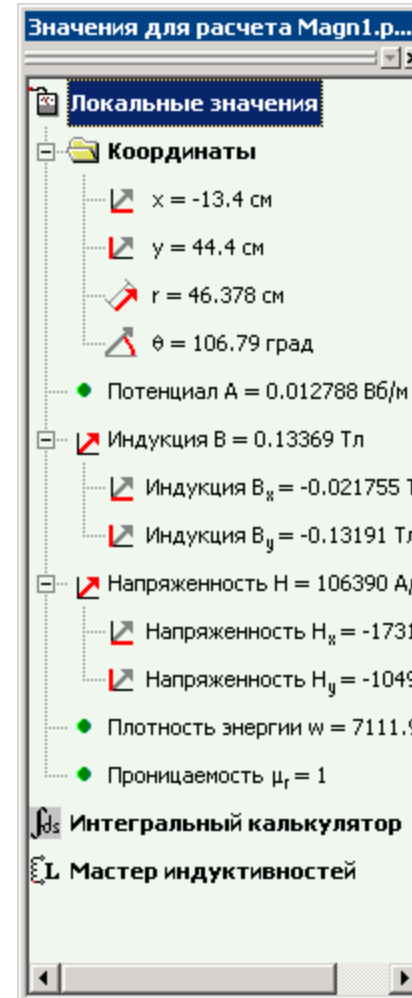 Значения для расчета Magn1.p...
Локальные значения
Координаты
x = -13.4 см
y = 44.4 см
r = 46.378 см
θ = 106.79 град
Потенциал A = 0.012788 Вб/м
Индукция B = 0.13369 Тл
Индукция Bx = -0.021755
Индукция By = -0.13191 Тл
Напряженность H = 106390 А/
Напряженность Hx = -1731
Напряженность Hy = -1049
Плотность энергии w = 7111.9
Проницаемость μr = 1
∫ds Интегральный калькулятор
L Мастер индуктивностей